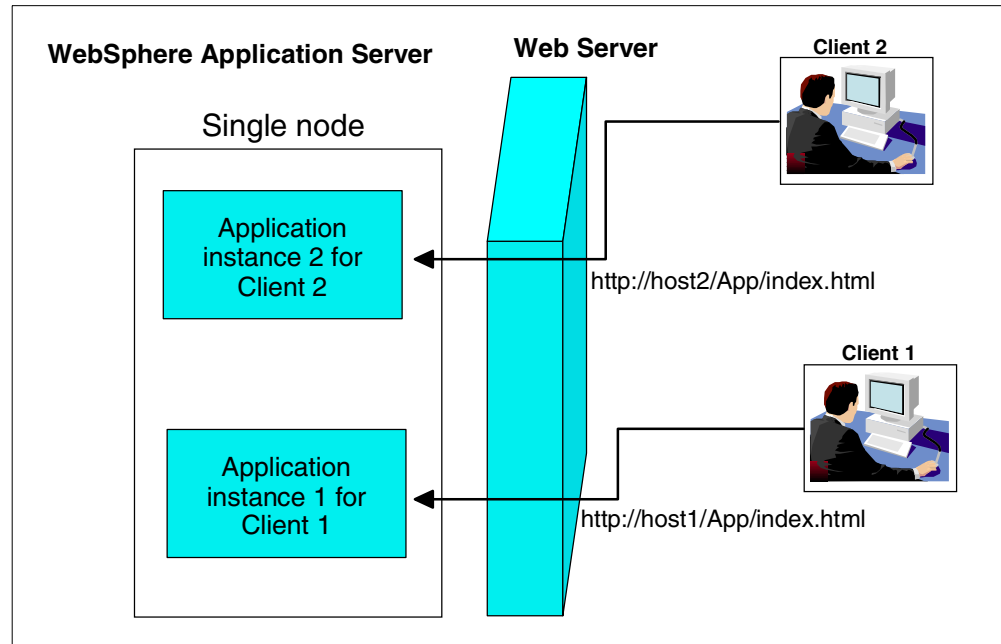 WebSphere Application Server
Web Server
Client 2
Single node
Application
instance 2 for
Client 2
http://host2/App/index.html
Client 1
Application
instance 1 for
Client 1
http://host1/App/index.html